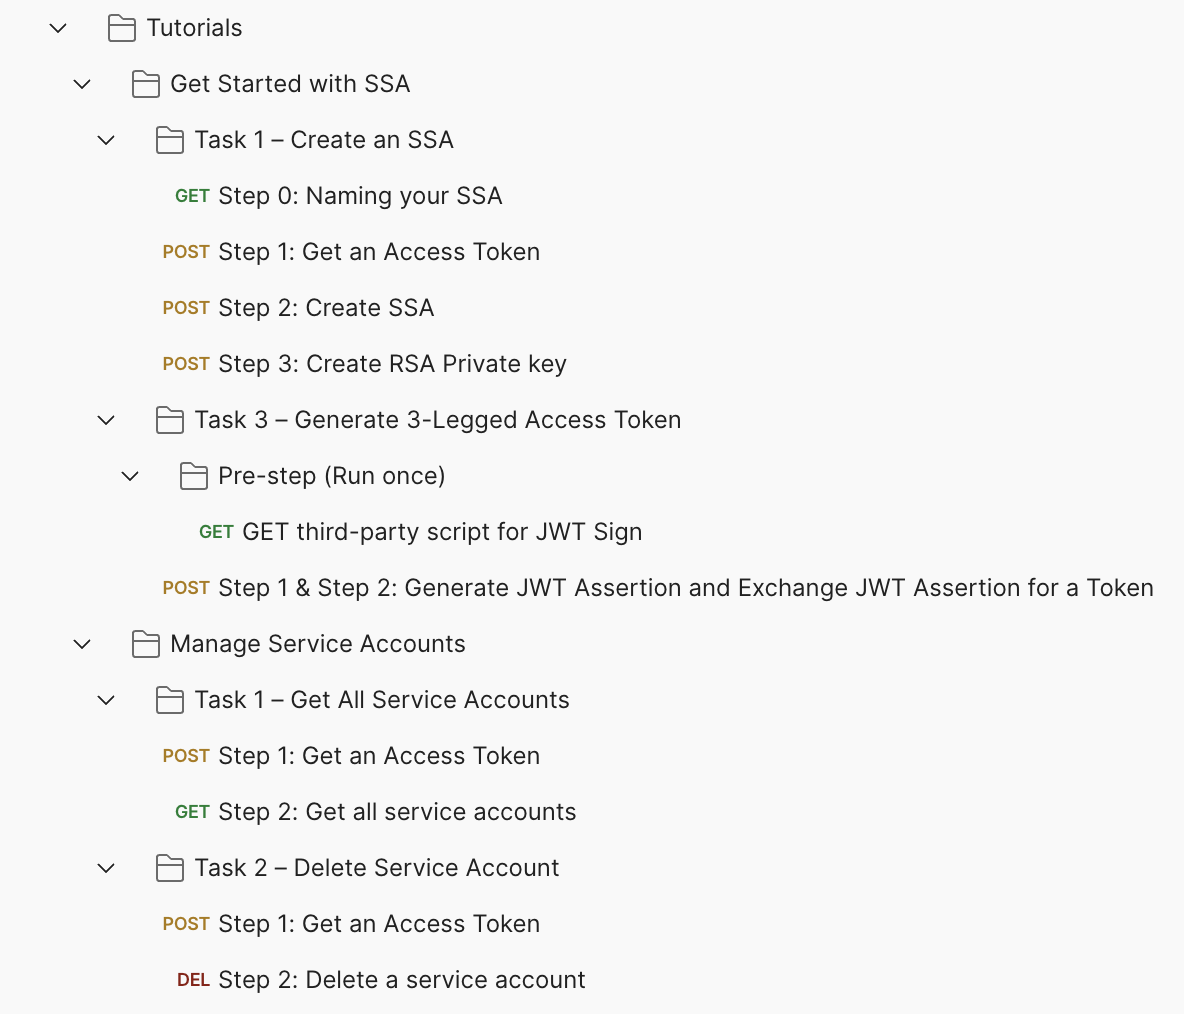 Tutorials
Get Started with SSA
Task 1 – Create an SSA
GET Step 0: Naming your SSA
POST Step 1: Get an Access Token
POST Step 2: Create SSA
POST Step 3: Create RSA Private key
Task 3 – Generate 3-Legged Access Token
Pre-step (Run once)
GET GET third-party script for JWT Sign
POST Step 1 & Step 2: Generate JWT Assertion and Exchange JWT Assertion for a Token
Manage Service Accounts
Task 1 – Get All Service Accounts
POST Step 1: Get an Access Token
GET Step 2: Get all service accounts
Task 2 – Delete Service Account
POST Step 1: Get an Access Token
DEL Step 2: Delete a service account